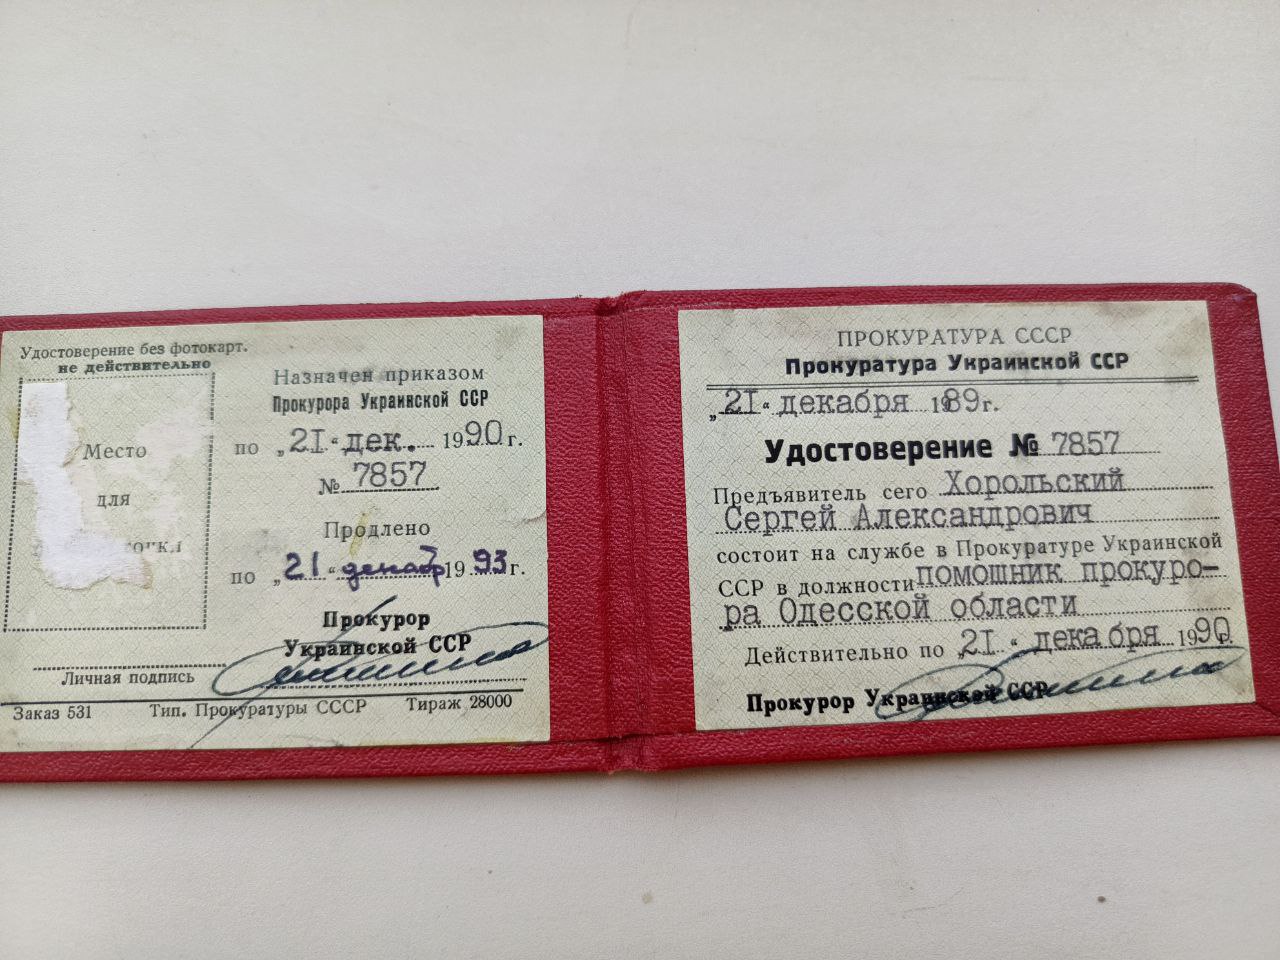 Удостоверение без фотокарт.
не действительно
Место
для
Назначен приказом
Прокурора Украинской ССР
по „21“ дек. 1990 г.
№ 7857
Продлено
по „21“ декабр 1993 г.
Прокурор
Украинской ССР
Личная подпись
Заказ 531 Тип. Прокуратуры СССР Тираж 28000
ПРОКУРАТУРА СССР
Прокуратура Украинской ССР
„21“ декабря 1989 г.
Удостоверение № 7857
Предъявитель сего Хорольский
Сергей Александрович
состоит на службе в Прокуратуре Украинской
ССР в должности помошник прокуро-
ра Одесской области
Действительно по „21“ декабря 1990 г.
Прокурор Украинской ССР